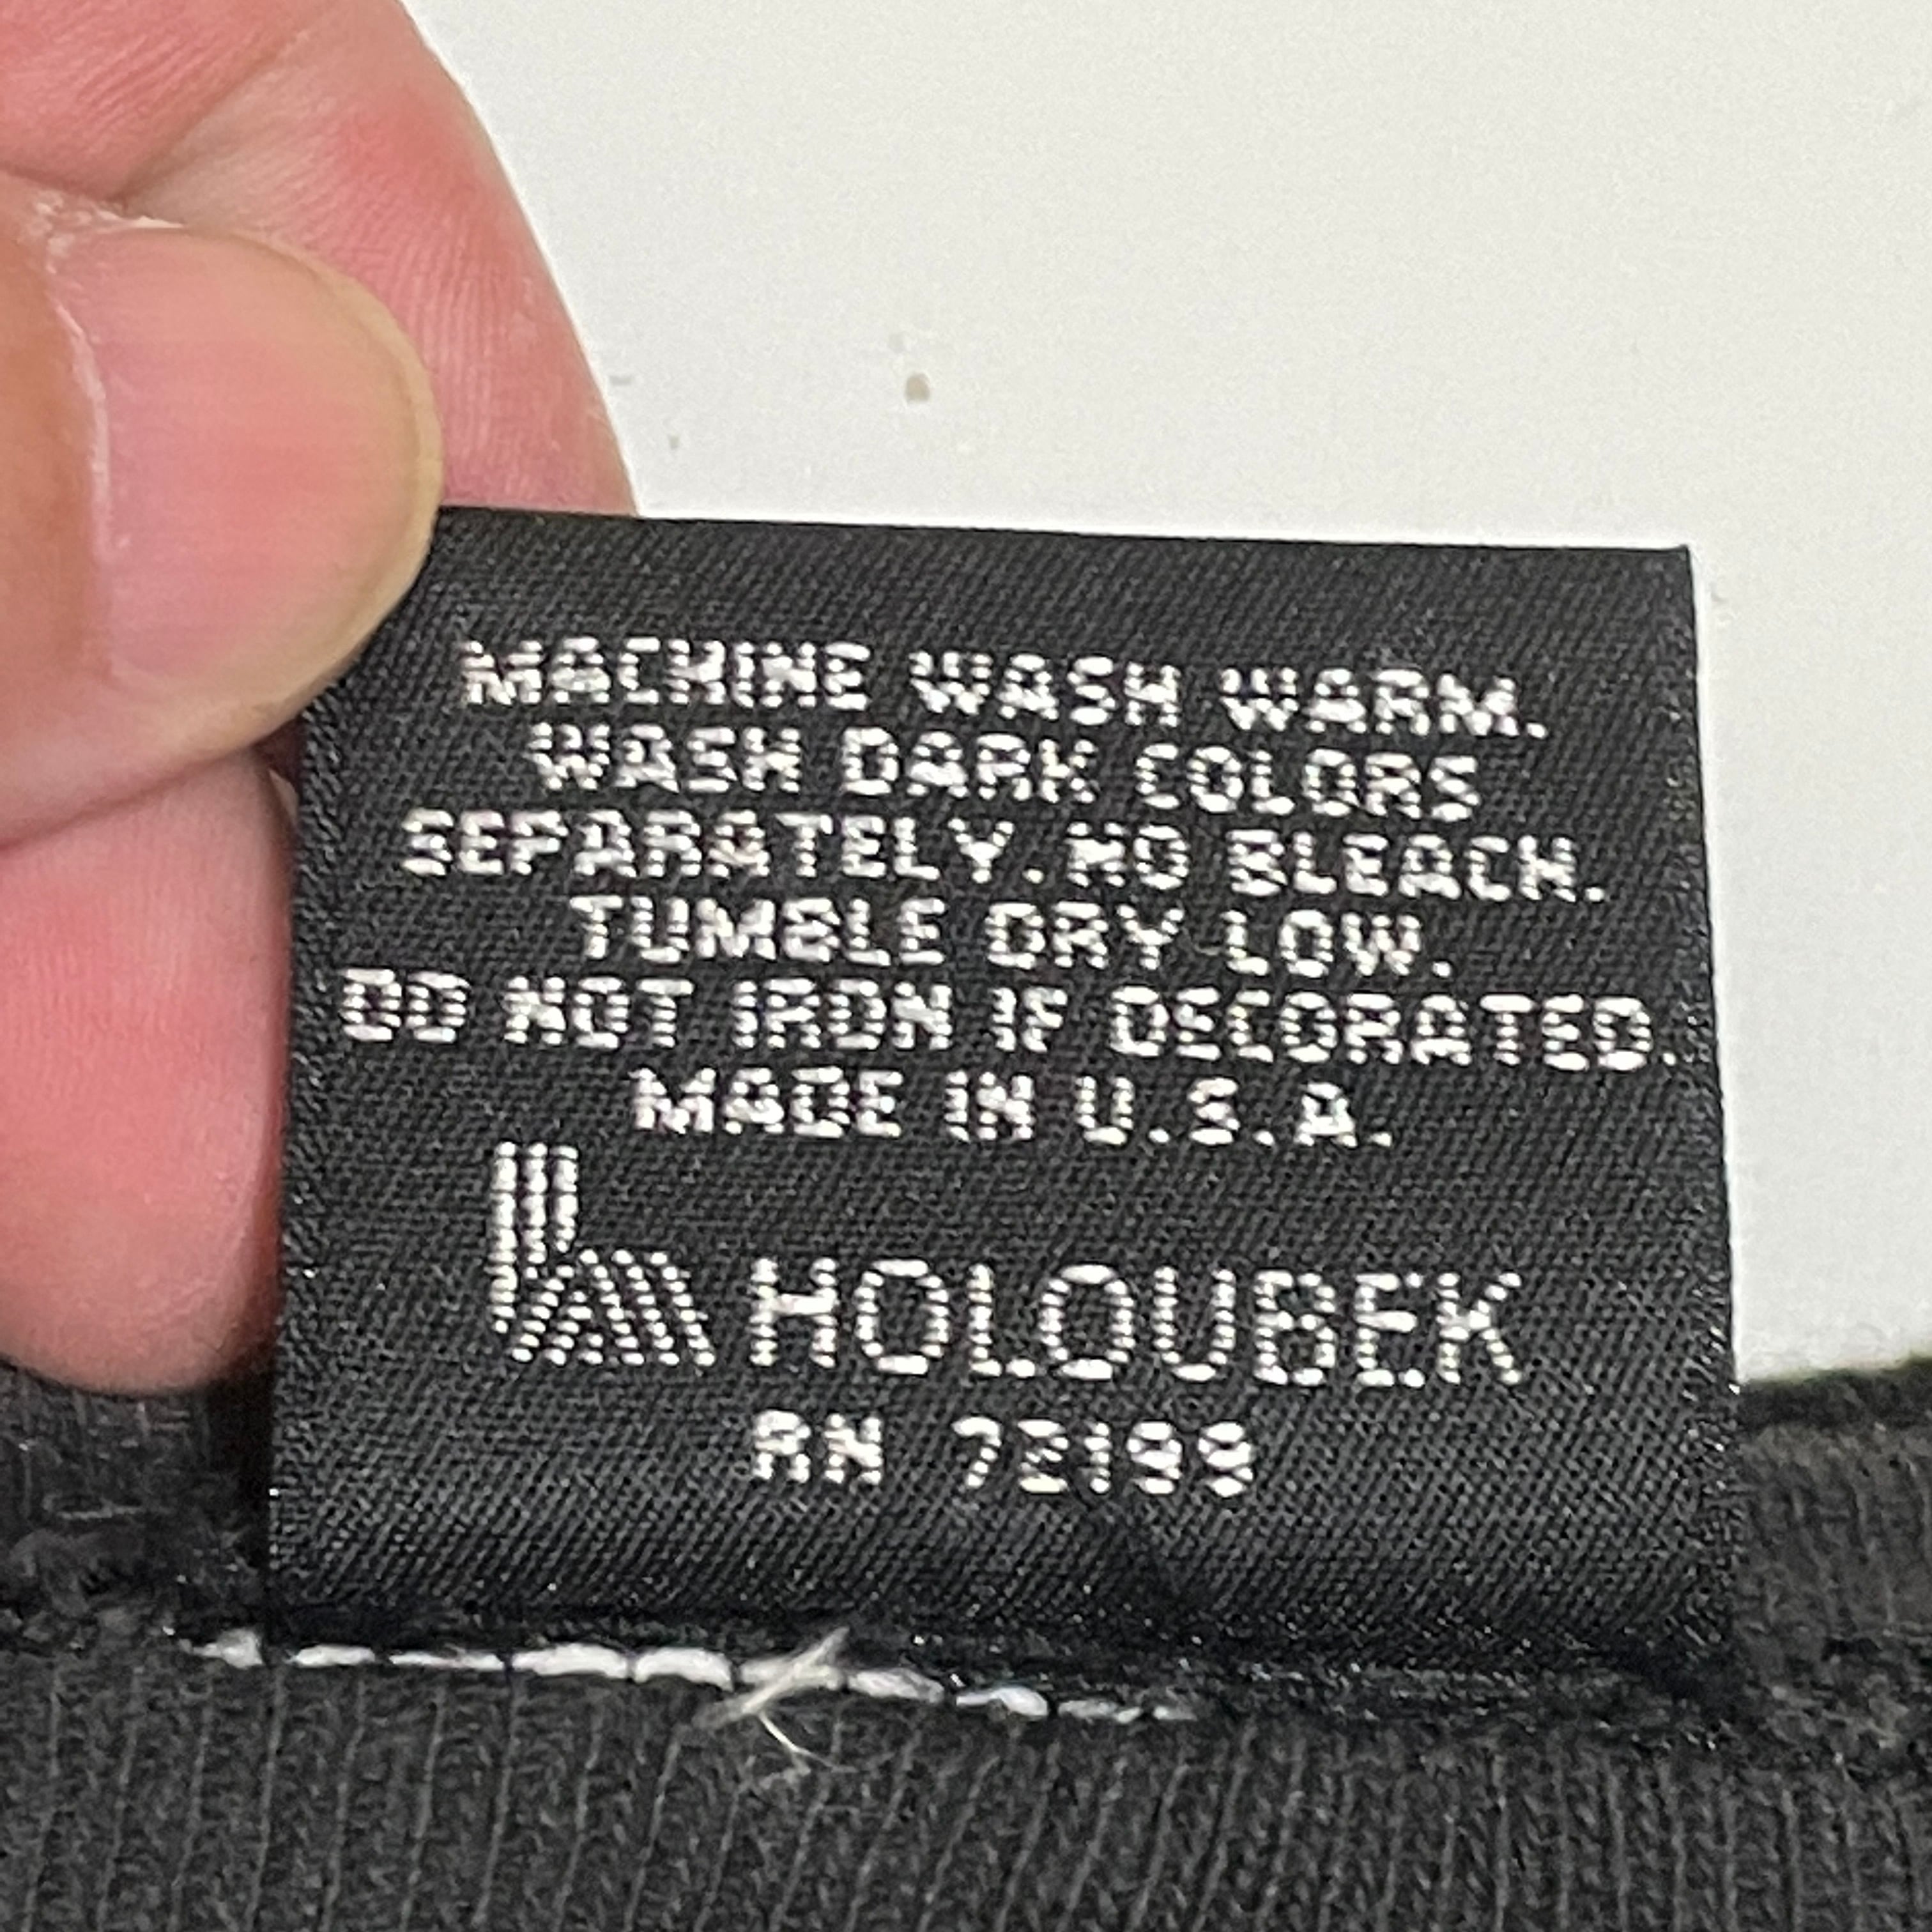 MACHINE WASH WARM.
WASH DARK COLORS
SEPARATELY. NO BLEACH.
TUMBLE DRY LOW.
DO NOT IRON IF DECORATED.
MADE IN U.S.A.
HOLOUBEK
RN 72199